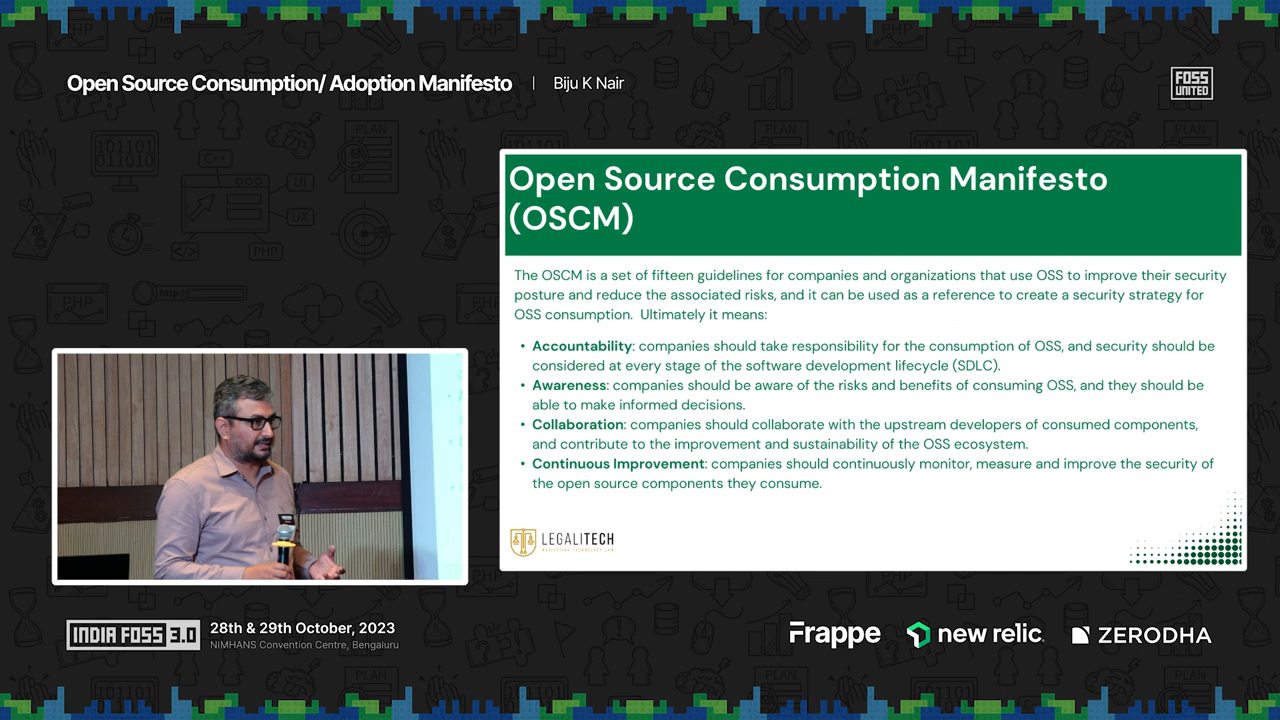 Open Source Consumption/ Adoption Manifesto | Biju K Nair
FOSS
UNITED
Open Source Consumption Manifesto
(OSCM)
The OSCM is a set of fifteen guidelines for companies and organizations that use OSS to improve their security
posture and reduce the associated risks, and it can be used as a reference to create a security strategy for
OSS consumption.  Ultimately it means:
• Accountability: companies should take responsibility for the consumption of OSS, and security should be
considered at every stage of the software development lifecycle (SDLC).
• Awareness: companies should be aware of the risks and benefits of consuming OSS, and they should be
able to make informed decisions.
• Collaboration: companies should collaborate with the upstream developers of consumed components,
and contribute to the improvement and sustainability of the OSS ecosystem.
• Continuous Improvement: companies should continuously monitor, measure and improve the security of
the open source components they consume.
LEGALITECH
INDIA FOSS 3.0
28th & 29th October, 2023
NIMHANS Convention Centre, Bengaluru
Frappe
new relic
ZERODHA